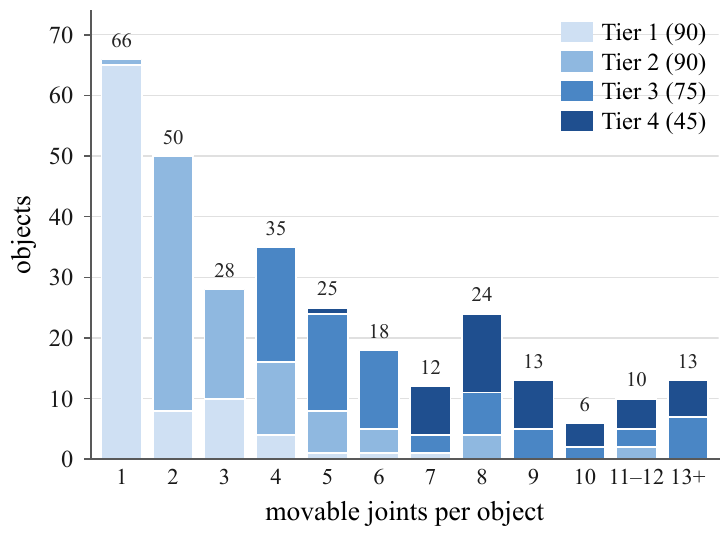 Tier 1 (90)
Tier 2 (90)
Tier 3 (75)
Tier 4 (45)
objects
70
60
50
40
30
20
10
0
66
50
28
35
25
18
12
24
13
6
10
13
1 2 3 4 5 6 7 8 9 10 11–12 13+
movable joints per object